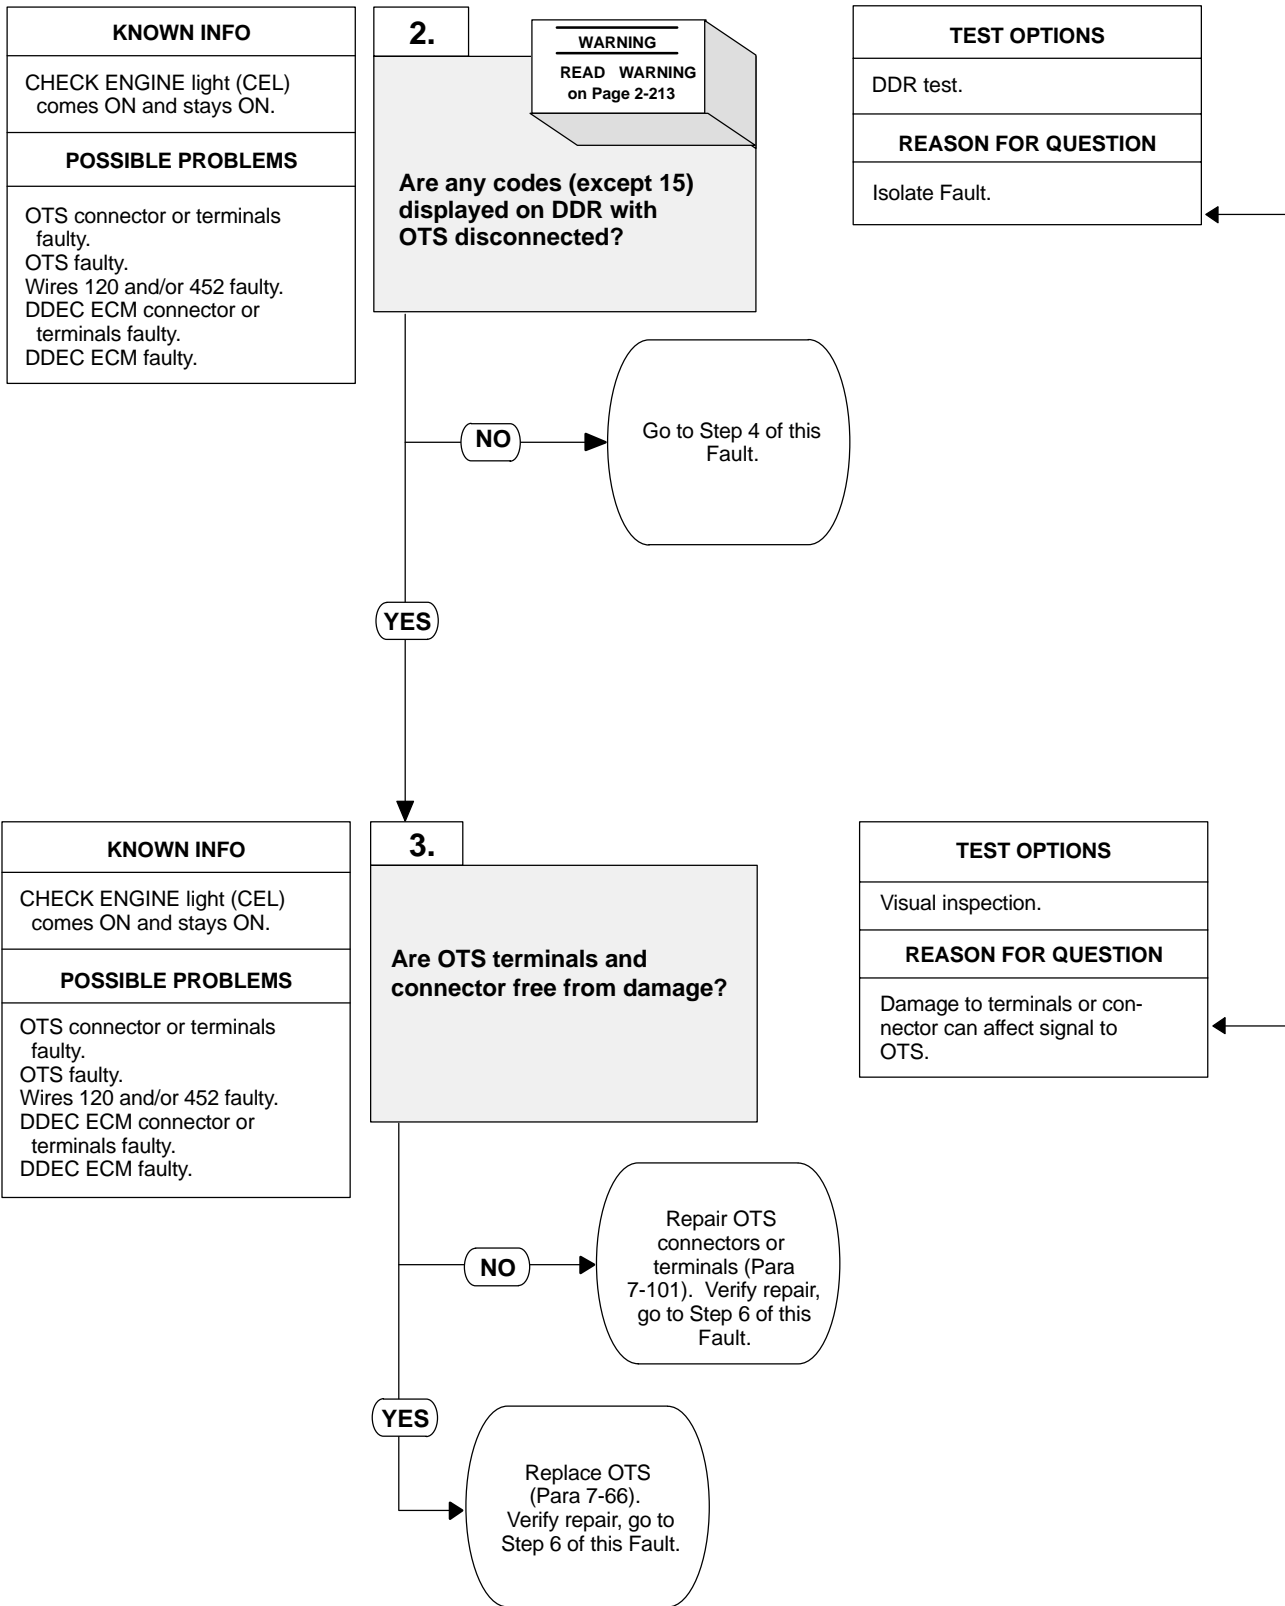 KNOWN INFO
CHECK ENGINE light (CEL)
comes ON and stays ON.
POSSIBLE PROBLEMS
OTS connector or terminals
faulty.
OTS faulty.
Wires 120 and/or 452 faulty.
DDEC ECM connector or
terminals faulty.
DDEC ECM faulty.
2.
WARNING
READ WARNING
on Page 2-213
Are any codes (except 15)
displayed on DDR with
OTS disconnected?
TEST OPTIONS
DDR test.
REASON FOR QUESTION
Isolate Fault.
NO
Go to Step 4 of this
Fault.
YES
KNOWN INFO
CHECK ENGINE light (CEL)
comes ON and stays ON.
POSSIBLE PROBLEMS
OTS connector or terminals
faulty.
OTS faulty.
Wires 120 and/or 452 faulty.
DDEC ECM connector or
terminals faulty.
DDEC ECM faulty.
3.
Are OTS terminals and
connector free from damage?
TEST OPTIONS
Visual inspection.
REASON FOR QUESTION
Damage to terminals or con-
nector can affect signal to
OTS.
NO
Repair OTS
connectors or
terminals (Para
7-101). Verify repair,
go to Step 6 of this
Fault.
YES
Replace OTS
(Para 7-66).
Verify repair, go to
Step 6 of this Fault.